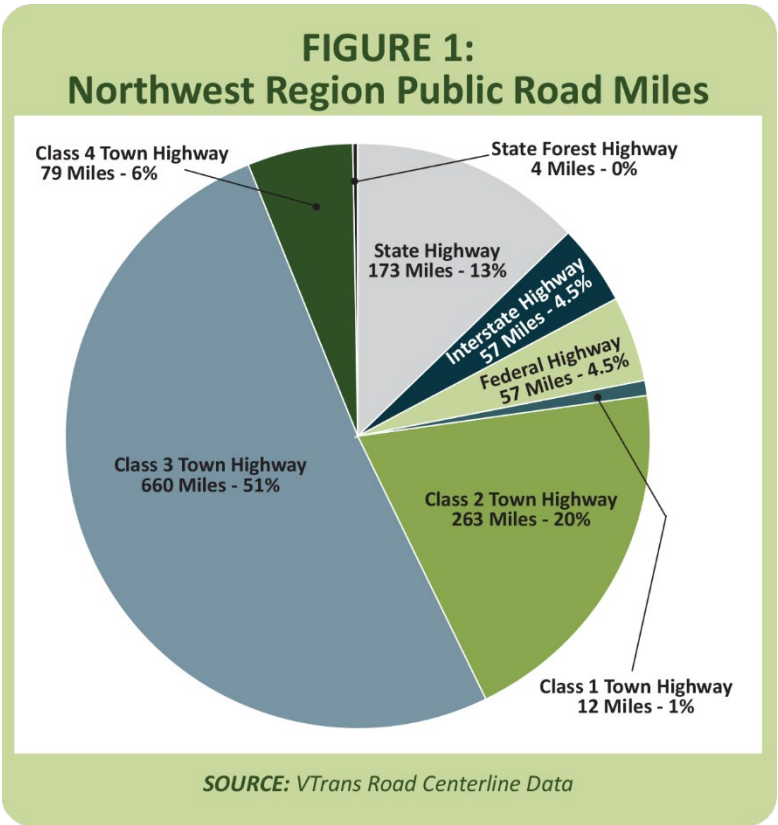 FIGURE 1:
Northwest Region Public Road Miles
Class 4 Town Highway
79 Miles - 6%
State Forest Highway
4 Miles - 0%
State Highway
173 Miles - 13%
Interstate Highway
57 Miles - 4.5%
Federal Highway
57 Miles - 4.5%
Class 3 Town Highway
660 Miles - 51%
Class 2 Town Highway
263 Miles - 20%
Class 1 Town Highway
12 Miles - 1%
SOURCE: VTrans Road Centerline Data